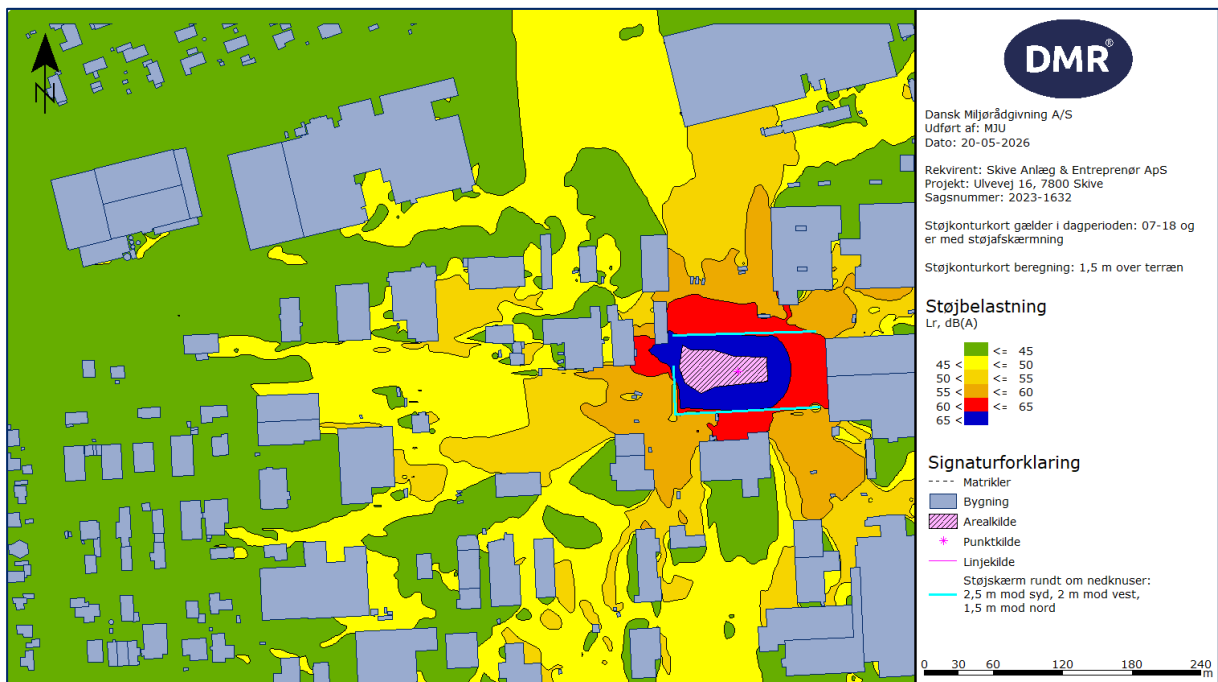 N
DMR®
Dansk Miljørådgivning A/S
Udført af: MJU
Dato: 20-05-2026
Rekvirent: Skive Anlæg & Entreprenør ApS
Projekt: Ulvevej 16, 7800 Skive
Sagsnummer: 2023-1632
Støjkonturkort gælder i dagperioden: 07-18 og
er med støjafskærmning
Støjkonturkort beregning: 1,5 m over terræn
Støjbelastning
Lr, dB(A)
<= 45
45 < <= 50
50 < <= 55
55 < <= 60
60 < <= 65
65 <
Signaturforklaring
Matrikler
Bygning
Arealkilde
Punktkilde
Linjekilde
Støjskærm rundt om nedknuser:
2,5 m mod syd, 2 m mod vest,
1,5 m mod nord
0 30 60 120 180 240
m